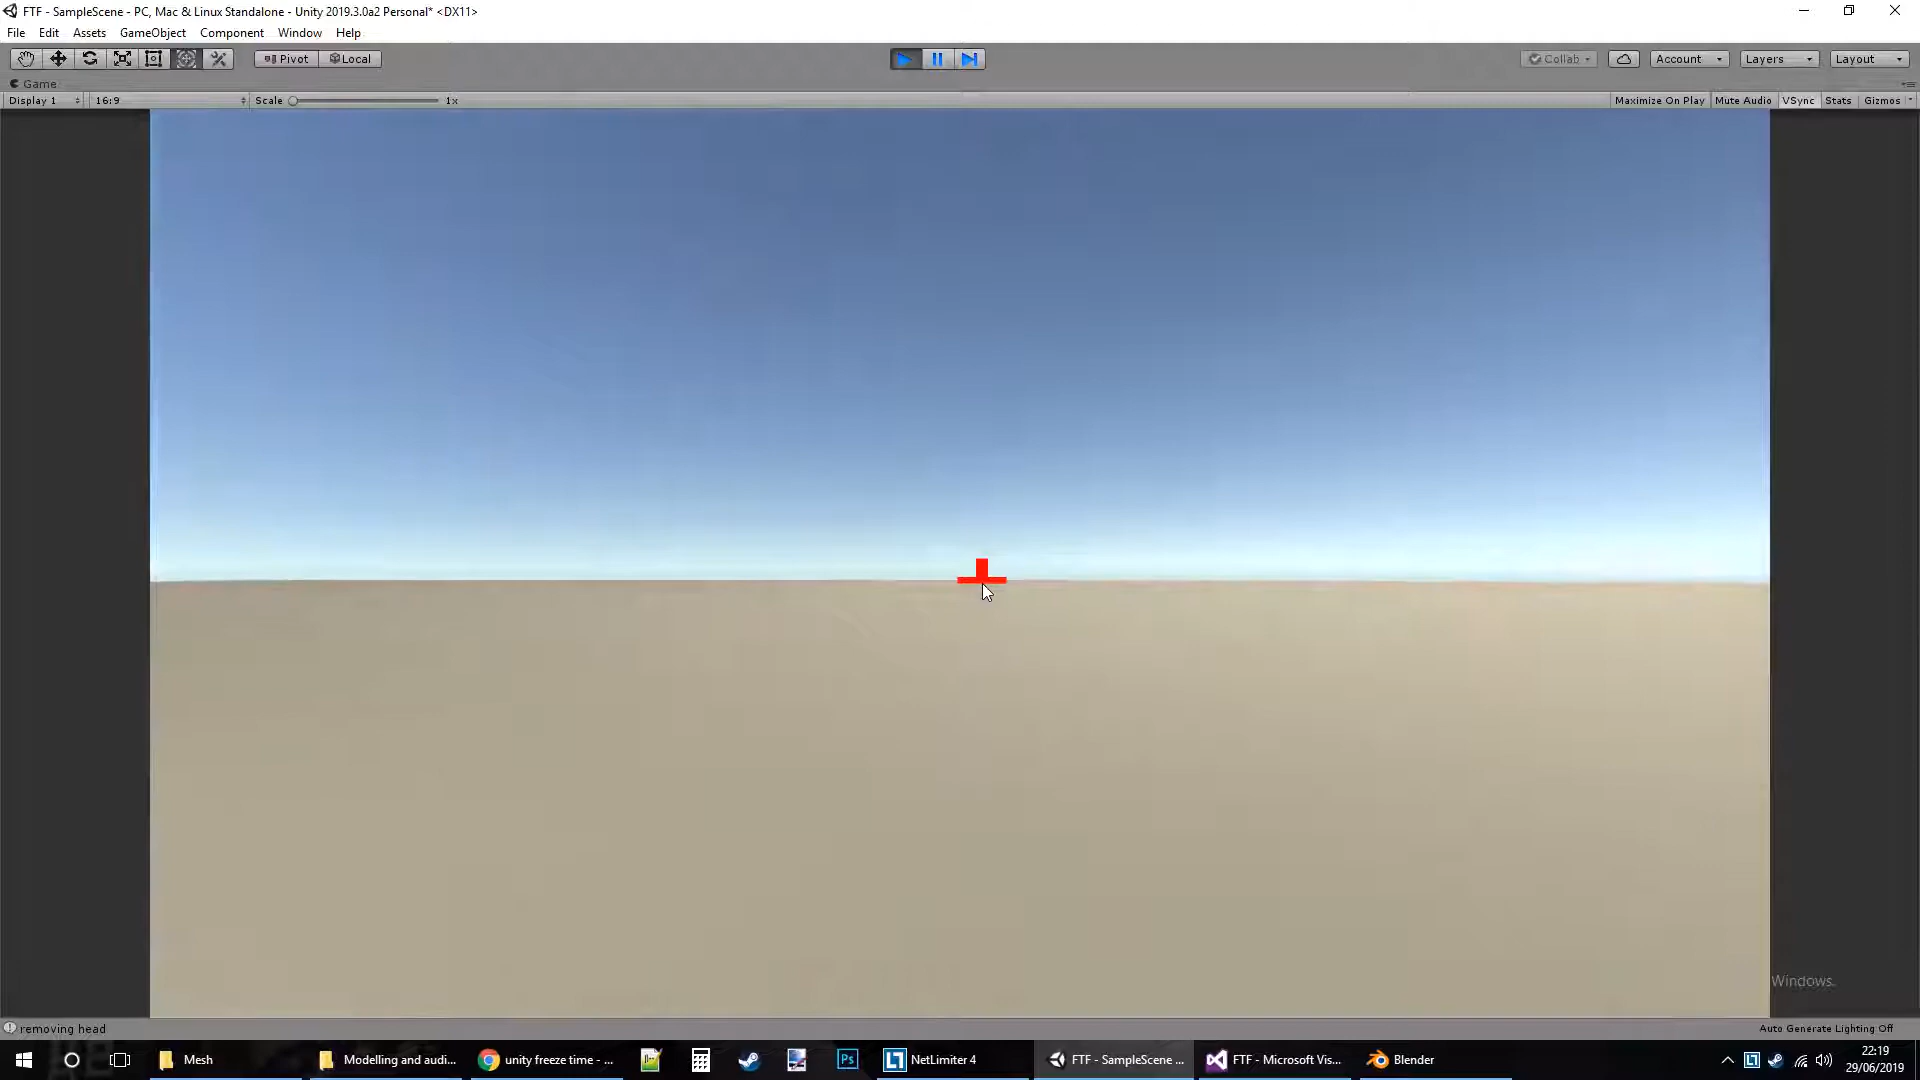 FTF - SampleScene - PC, Mac & Linux Standalone - Unity 2019.3.0a2 Personal* <DX11>
File Edit Assets GameObject Component Window Help
Pivot Local Collab Account Layers Layout
Game
Display 1 16:9 Scale 1x Maximize On Play Mute Audio VSync Stats Gizmos
Windows.
removing head Auto Generate Lighting Off
Mesh Modelling and audi... unity freeze time - ... Ps NetLimiter 4 FTF - SampleScene ... FTF - Microsoft Vis... Blender 22:19
29/06/2019